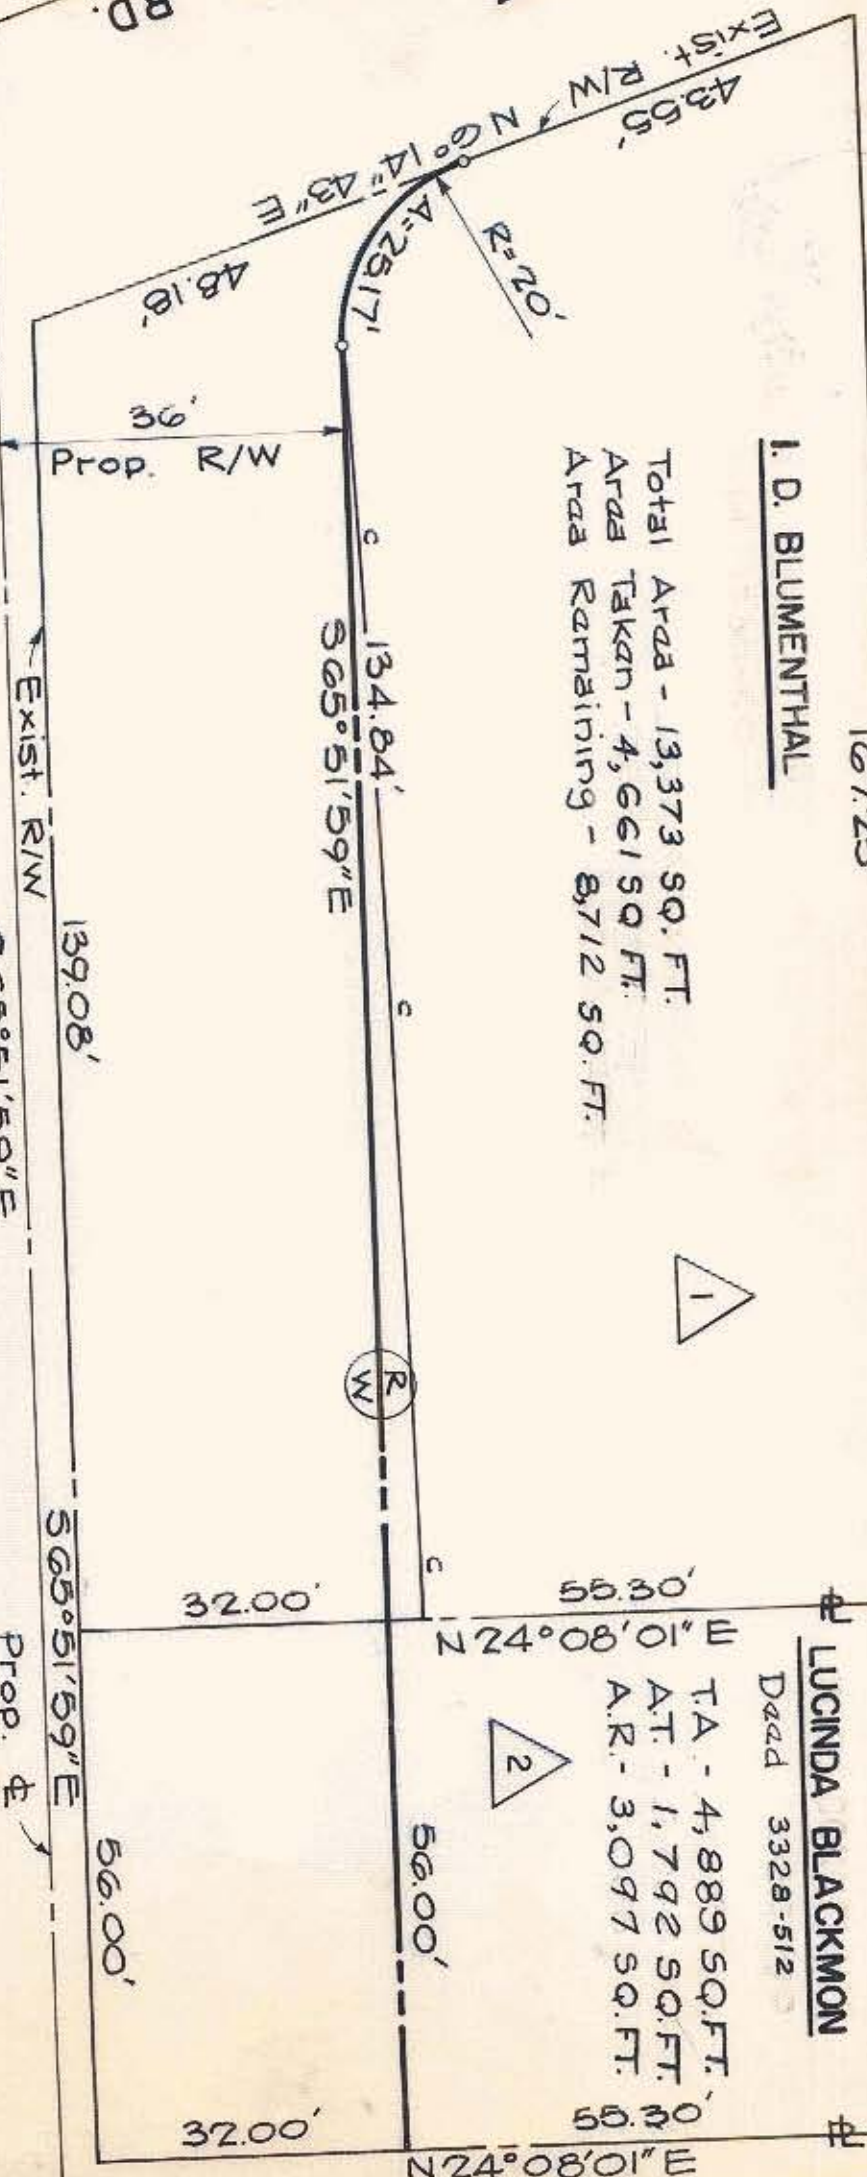 RD.
Exist. R/W
43.55'
N 6° 14" 43" E
48.18'
A=25.17'
R=20'
36'
Prop. R/W
I. D. BLUMENTHAL
Total Area - 13,373 SQ. FT.
Area Taken - 4,661 SQ FT.
Area Remaining - 8,712 SQ. FT.
1
C
134.84'
S65°51'59"E
C
R
W
C
Exist. R/W
139.08'
S65°51'59"E
32.00'
55.30'
N24°08'01"E
LUCINDA BLACKMON
Deed 3328-512
T.A. - 4,889 SQ.FT.
A.T. - 1,792 SQ.FT.
A.R. - 3,097 SQ.FT.
2
56.00'
56.00'
Prop. ℄
32.00'
55.30'
N24°08'01"E